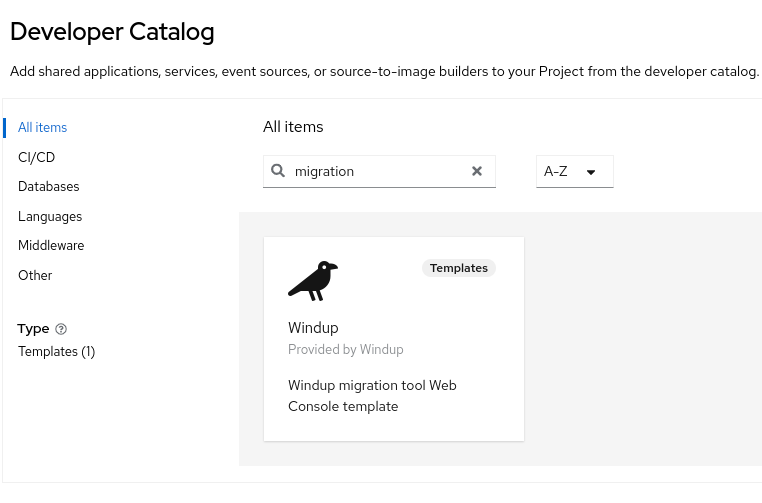 Developer Catalog
Add shared applications, services, event sources, or source-to-image builders to your Project from the developer catalog.
All items
CI/CD
Databases
Languages
Middleware
Other
Type
Templates (1)
All items
migration
A-Z
Templates
Windup
Provided by Windup
Windup migration tool Web
Console template